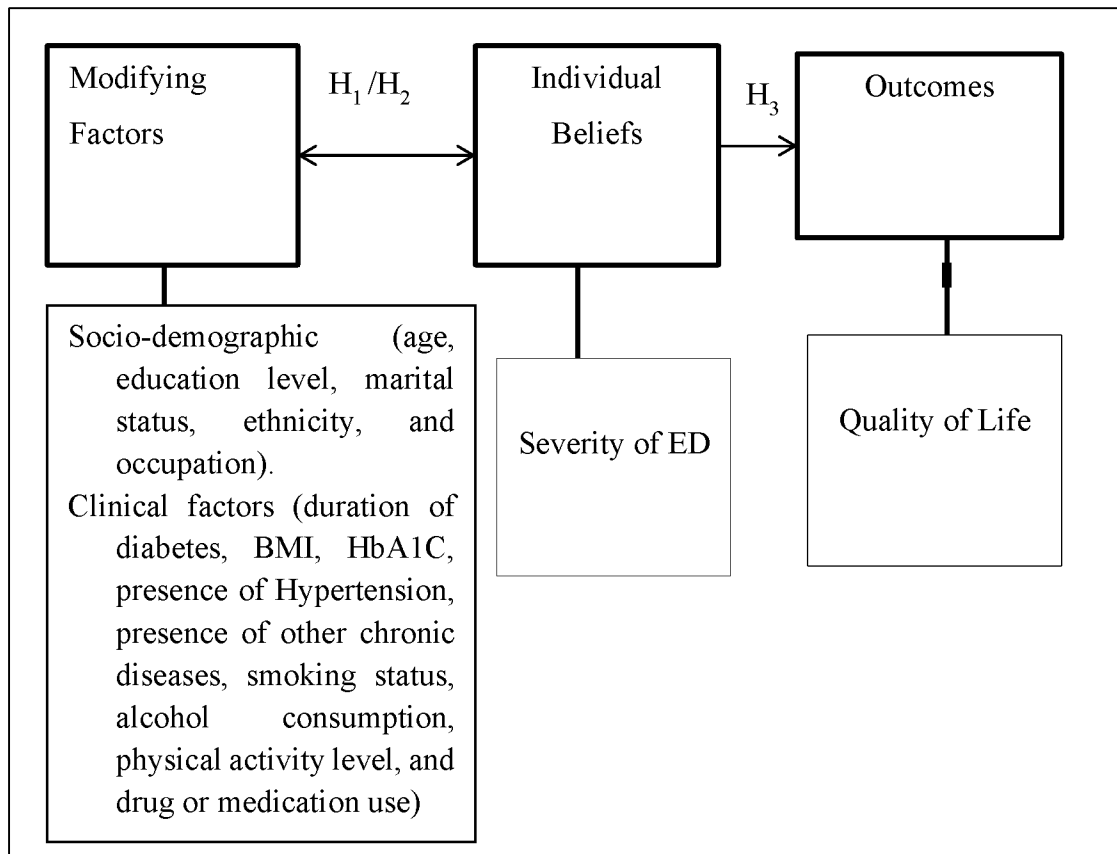 Modifying
Factors
H₁/H₂
Individual
Beliefs
H₃
Outcomes
Socio-demographic (age,
education level, marital
status, ethnicity, and
occupation).
Clinical factors (duration of
diabetes, BMI, HbA1C,
presence of Hypertension,
presence of other chronic
diseases, smoking status,
alcohol consumption,
physical activity level, and
drug or medication use)
Severity of ED
Quality of Life